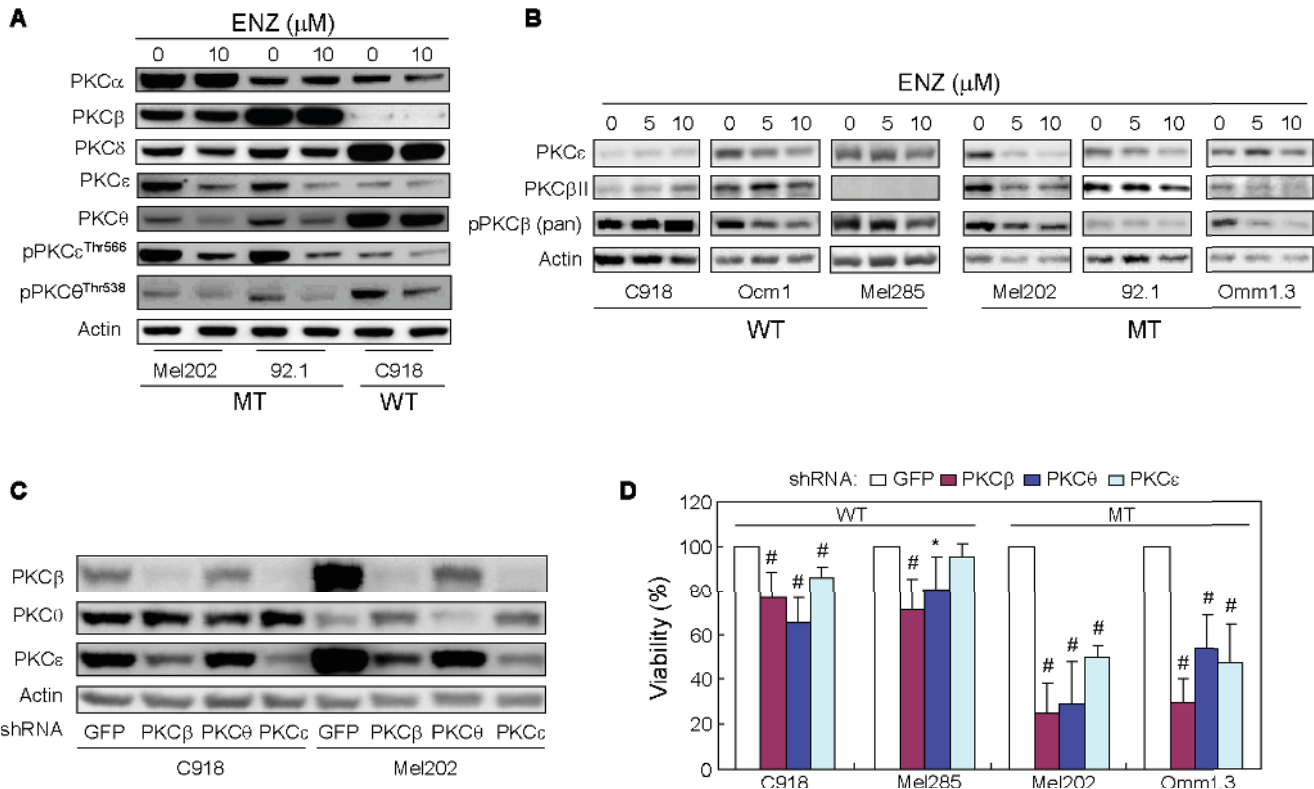 A
ENZ (μM)
0 10 0 10 0 10
PKCα
PKCβ
PKCδ
PKCε
PKCθ
pPKCε^Thr566
pPKCθ^Thr538
Actin
Mel202 92.1 C918
MT WT
B
ENZ (μM)
0 5 10 0 5 10 0 5 10 0 5 10 0 5 10 0 5 10
PKCε
PKCβII
pPKCβ (pan)
Actin
C918 Ocm1 Mel285 Mel202 92.1 Omm1.3
WT MT
C
PKCβ
PKCθ
PKCε
Actin
shRNA GFP PKCβ PKCθ PKCε GFP PKCβ PKCθ PKCε
C918 Mel202
D
shRNA: GFP PKCβ PKCθ PKCε
WT MT
Viability (%)
120
100
80
60
40
20
0
# # # # * # # # # # #
C918 Mel285 Mel202 Omm1.3